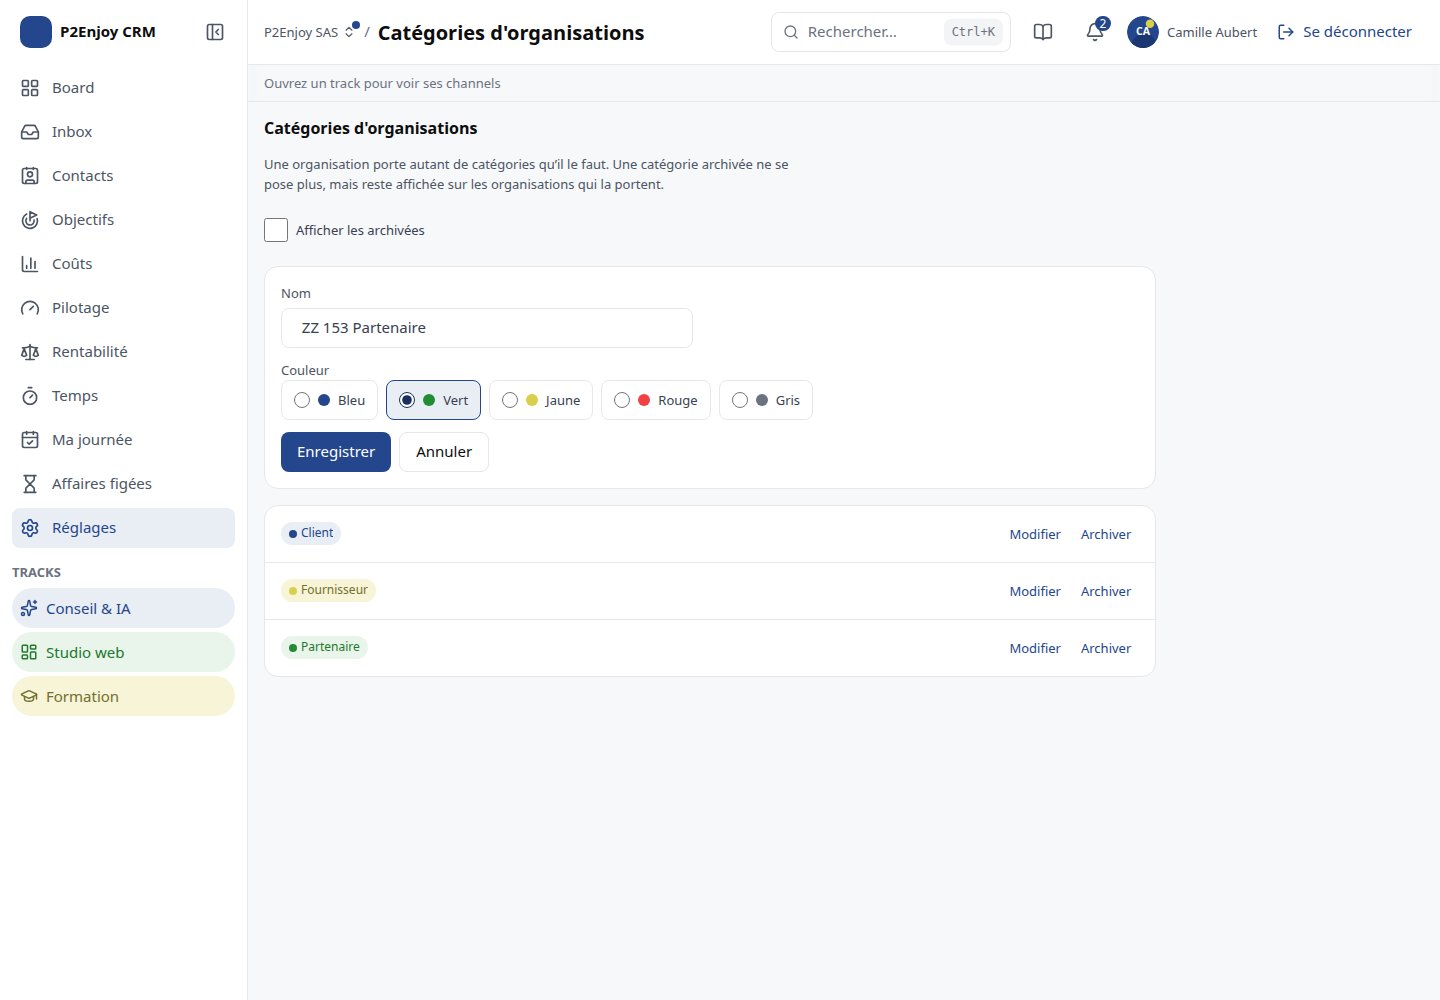 P2Enjoy CRM
Board
Inbox
Contacts
Objectifs
Coûts
Pilotage
Rentabilité
Temps
Ma journée
Affaires figées
Réglages
TRACKS
Conseil & IA
Studio web
Formation
P2Enjoy SAS / Catégories d'organisations
Rechercher... Ctrl+K
2
CA Camille Aubert
Se déconnecter
Ouvrez un track pour voir ses channels
Catégories d'organisations
Une organisation porte autant de catégories qu'il le faut. Une catégorie archivée ne se
pose plus, mais reste affichée sur les organisations qui la portent.
Afficher les archivées
Nom
ZZ 153 Partenaire
Couleur
Bleu Vert Jaune Rouge Gris
Enregistrer Annuler
Client Modifier Archiver
Fournisseur Modifier Archiver
Partenaire Modifier Archiver